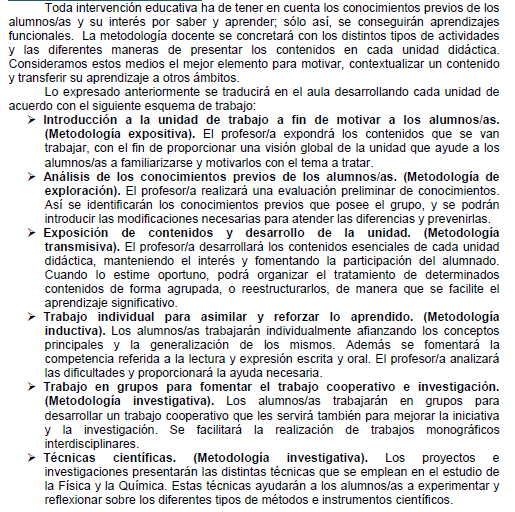 Toda intervención educativa ha de tener en cuenta los conocimientos previos de los
alumnos/as y su interés por saber y aprender; sólo así, se conseguirán aprendizajes
funcionales. La metodología docente se concretará con los distintos tipos de actividades
y las diferentes maneras de presentar los contenidos en cada unidad didáctica.
Consideramos estos medios el mejor elemento para motivar, contextualizar un contenido
y transferir su aprendizaje a otros ámbitos.
Lo expresado anteriormente se traducirá en el aula desarrollando cada unidad de
acuerdo con el siguiente esquema de trabajo:
➢ Introducción a la unidad de trabajo a fin de motivar a los alumnos/as.
(Metodología expositiva). El profesor/a expondrá los contenidos que se van
trabajar, con el fin de proporcionar una visión global de la unidad que ayude a los
alumnos/as a familiarizarse y motivarlos con el tema a tratar.
➢ Análisis de los conocimientos previos de los alumnos/as. (Metodología de
exploración). El profesor/a realizará una evaluación preliminar de conocimientos.
Así se identificarán los conocimientos previos que posee el grupo, y se podrán
introducir las modificaciones necesarias para atender las diferencias y prevenirlas.
➢ Exposición de contenidos y desarrollo de la unidad. (Metodología
transmisiva). El profesor/a desarrollará los contenidos esenciales de cada unidad
didáctica, manteniendo el interés y fomentando la participación del alumnado.
Cuando lo estime oportuno, podrá organizar el tratamiento de determinados
contenidos de forma agrupada, o reestructurarlos, de manera que se facilite el
aprendizaje significativo.
➢ Trabajo individual para asimilar y reforzar lo aprendido. (Metodología
inductiva). Los alumnos/as trabajarán individualmente afianzando los conceptos
principales y la generalización de los mismos. Además se fomentará la
competencia referida a la lectura y expresión escrita y oral. El profesor/a analizará
las dificultades y proporcionará la ayuda necesaria.
➢ Trabajo en grupos para fomentar el trabajo cooperativo e investigación.
(Metodología investigativa). Los alumnos/as trabajarán en grupos para
desarrollar un trabajo cooperativo que les servirá también para mejorar la iniciativa
y la investigación. Se facilitará la realización de trabajos monográficos
interdisciplinares.
➢ Técnicas científicas. (Metodología investigativa). Los proyectos e
investigaciones presentarán las distintas técnicas que se emplean en el estudio de
la Física y la Química. Estas técnicas ayudarán a los alumnos/as a experimentar y
reflexionar sobre los diferentes tipos de métodos e instrumentos científicos.